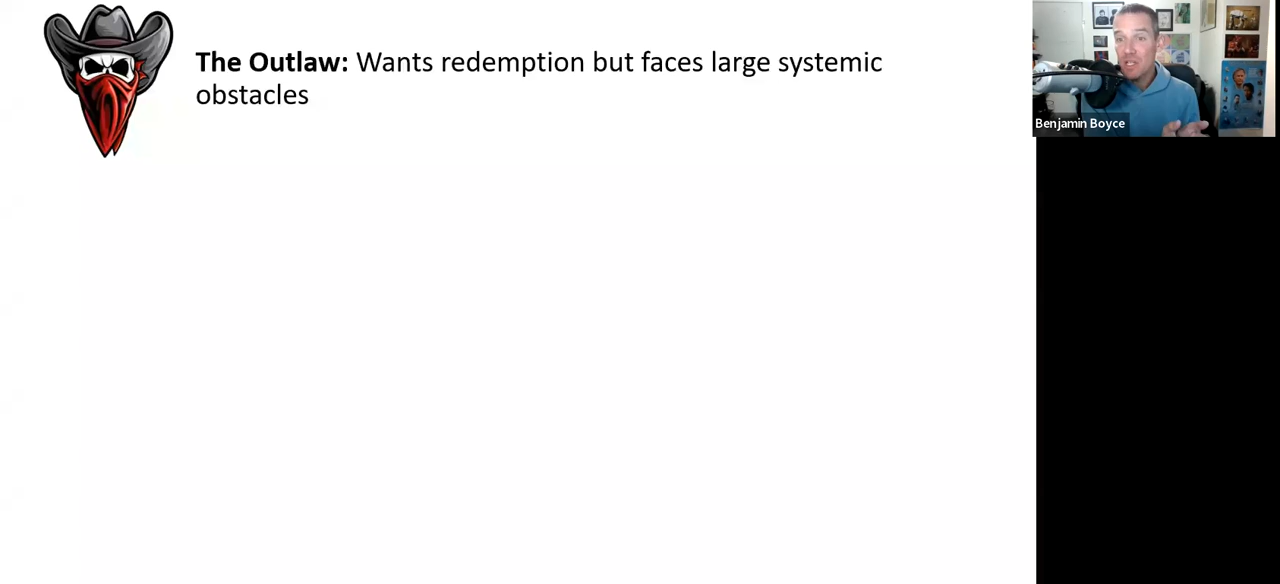 The Outlaw: Wants redemption but faces large systemic
obstacles
Benjamin Boyce